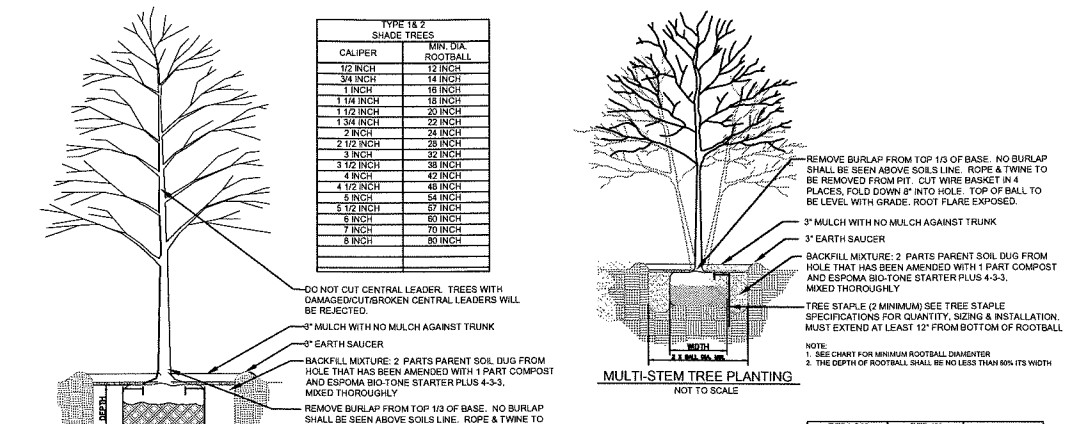 TYPE 1& 2
SHADE TREES
CALIPER MIN. DIA. ROOTBALL
1/2 INCH 12 INCH
3/4 INCH 14 INCH
1 INCH 16 INCH
1 1/4 INCH 18 INCH
1 1/2 INCH 20 INCH
1 3/4 INCH 22 INCH
2 INCH 24 INCH
2 1/2 INCH 28 INCH
3 INCH 32 INCH
3 1/2 INCH 38 INCH
4 INCH 42 INCH
4 1/2 INCH 48 INCH
5 INCH 54 INCH
5 1/2 INCH 57 INCH
6 INCH 60 INCH
7 INCH 70 INCH
8 INCH 80 INCH
DO NOT CUT CENTRAL LEADER. TREES WITH
DAMAGED/CUT/BROKEN CENTRAL LEADERS WILL
BE REJECTED.
3" MULCH WITH NO MULCH AGAINST TRUNK
3" EARTH SAUCER
BACKFILL MIXTURE: 2 PARTS PARENT SOIL DUG FROM
HOLE THAT HAS BEEN AMENDED WITH 1 PART COMPOST
AND ESPOMA BIO-TONE STARTER PLUS 4-3-3,
MIXED THOROUGHLY
REMOVE BURLAP FROM TOP 1/3 OF BASE. NO BURLAP
SHALL BE SEEN ABOVE SOILS LINE. ROPE & TWINE TO
DEPTH
REMOVE BURLAP FROM TOP 1/3 OF BASE. NO BURLAP
SHALL BE SEEN ABOVE SOILS LINE. ROPE & TWINE TO
BE REMOVED FROM PIT. CUT WIRE BASKET IN 4
PLACES, FOLD DOWN 8" INTO HOLE. TOP OF BALL TO
BE LEVEL WITH GRADE. ROOT FLARE EXPOSED.
3" MULCH WITH NO MULCH AGAINST TRUNK
3" EARTH SAUCER
BACKFILL MIXTURE: 2 PARTS PARENT SOIL DUG FROM
HOLE THAT HAS BEEN AMENDED WITH 1 PART COMPOST
AND ESPOMA BIO-TONE STARTER PLUS 4-3-3,
MIXED THOROUGHLY
TREE STAPLE (2 MINIMUM) SEE TREE STAPLE
SPECIFICATIONS FOR QUANTITY, SIZING & INSTALLATION.
MUST EXTEND AT LEAST 12" FROM BOTTOM OF ROOTBALL
NOTE:
1. SEE CHART FOR MINIMUM ROOTBALL DIAMENTER
2. THE DEPTH OF ROOTBALL SHALL BE NO LESS THAN 60% ITS WIDTH
WIDTH
2 X BALL DIA. MIN.
MULTI-STEM TREE PLANTING
NOT TO SCALE